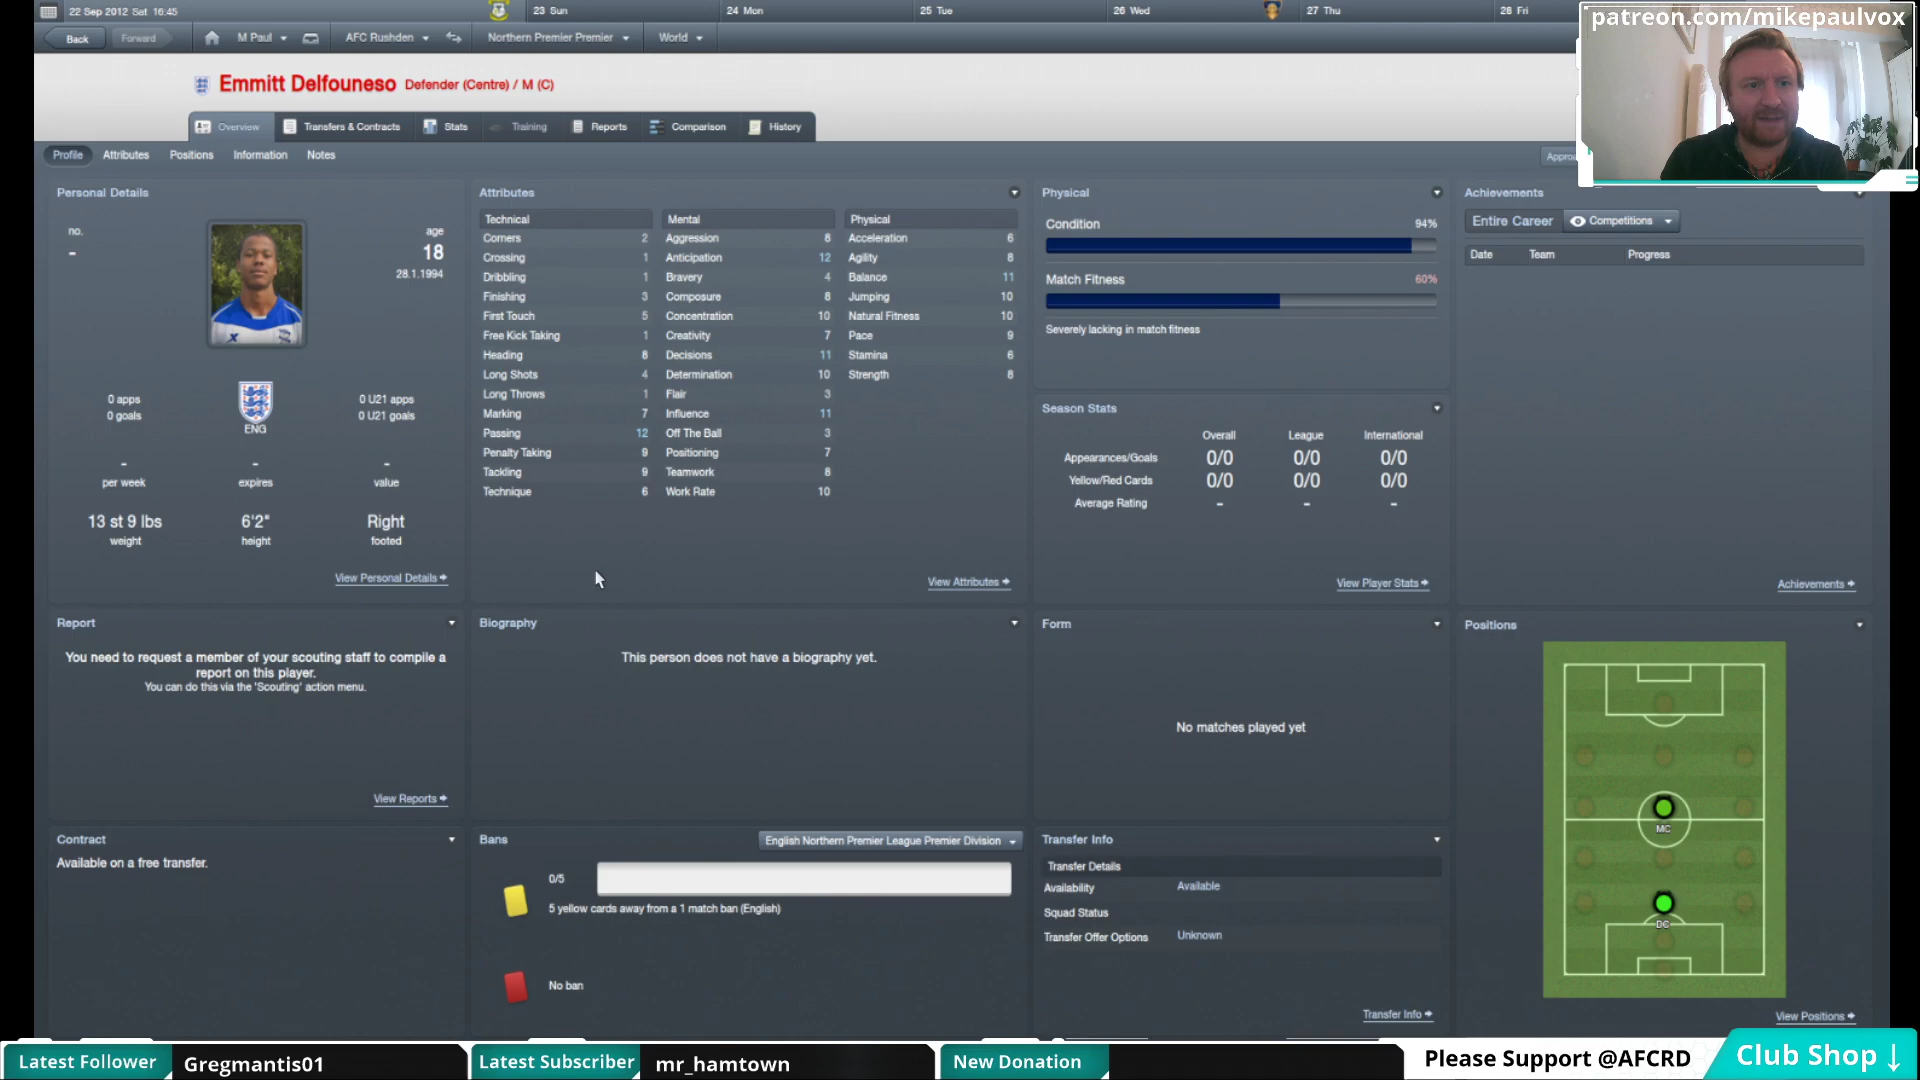 22 Sep 2012 Sat 16:45
23 Sun
24 Mon
25 Tue
26 Wed
27 Thu
28 Fri
patreon.com/mikepaulvox
Back
Forward
M Paul
AFC Rushden
Northern Premier Premier
World
Emmitt Delfouneso Defender (Centre) / M (C)
Overview
Transfers & Contracts
Stats
Training
Reports
Comparison
History
Profile
Attributes
Positions
Information
Notes
Personal Details
no.
-
age
18
28.1.1994
0 apps
0 goals
ENG
0 U21 apps
0 U21 goals
-
per week
-
expires
-
value
13 st 9 lbs
weight
6'2"
height
Right
footed
View Personal Details
Attributes
Technical
Corners 2
Crossing 1
Dribbling 1
Finishing 3
First Touch 5
Free Kick Taking 1
Heading 8
Long Shots 4
Long Throws 1
Marking 7
Passing 12
Penalty Taking 9
Tackling 9
Technique 6
Mental
Aggression 8
Anticipation 12
Bravery 4
Composure 8
Concentration 10
Creativity 7
Decisions 11
Determination 10
Flair 3
Influence 11
Off The Ball 3
Positioning 7
Teamwork 8
Work Rate 10
Physical
Acceleration 6
Agility 8
Balance 11
Jumping 10
Natural Fitness 10
Pace 9
Stamina 6
Strength 8
View Attributes
Physical
Condition 94%
Match Fitness 60%
Severely lacking in match fitness
Season Stats
Overall League International
Appearances/Goals 0/0 0/0 0/0
Yellow/Red Cards 0/0 0/0 0/0
Average Rating - - -
View Player Stats
Achievements
Entire Career
Competitions
Date Team Progress
Achievements
Report
You need to request a member of your scouting staff to compile a
report on this player.
You can do this via the 'Scouting' action menu.
View Reports
Biography
This person does not have a biography yet.
Form
No matches played yet
Positions
MC
DC
View Positions
Contract
Available on a free transfer.
Bans
English Northern Premier League Premier Division
0/5
5 yellow cards away from a 1 match ban (English)
No ban
Transfer Info
Transfer Details
Availability Available
Squad Status
Transfer Offer Options Unknown
Transfer Info
Latest Follower
Gregmantis01
Latest Subscriber
mr_hamtown
New Donation
Please Support @AFCRD
Club Shop ↓